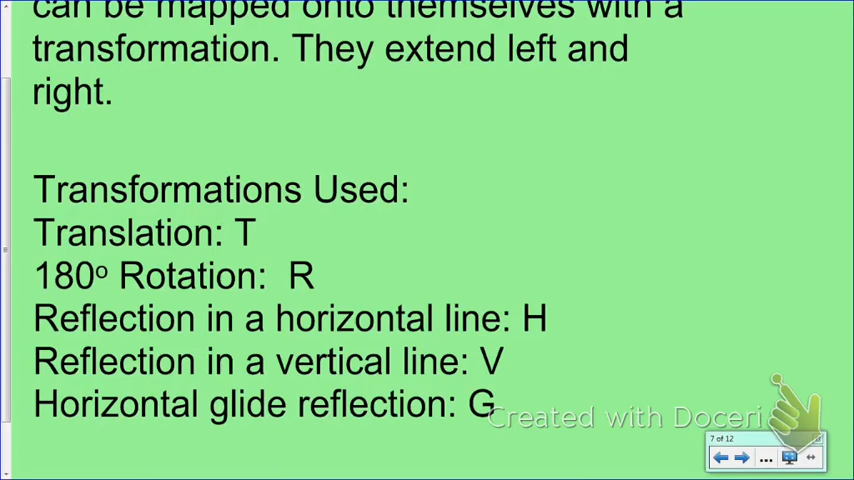 can be mapped onto themselves with a
transformation. They extend left and
right.
Transformations Used:
Translation: T
180º Rotation: R
Reflection in a horizontal line: H
Reflection in a vertical line: V
Horizontal glide reflection: G
Created with Doceri
7 of 12